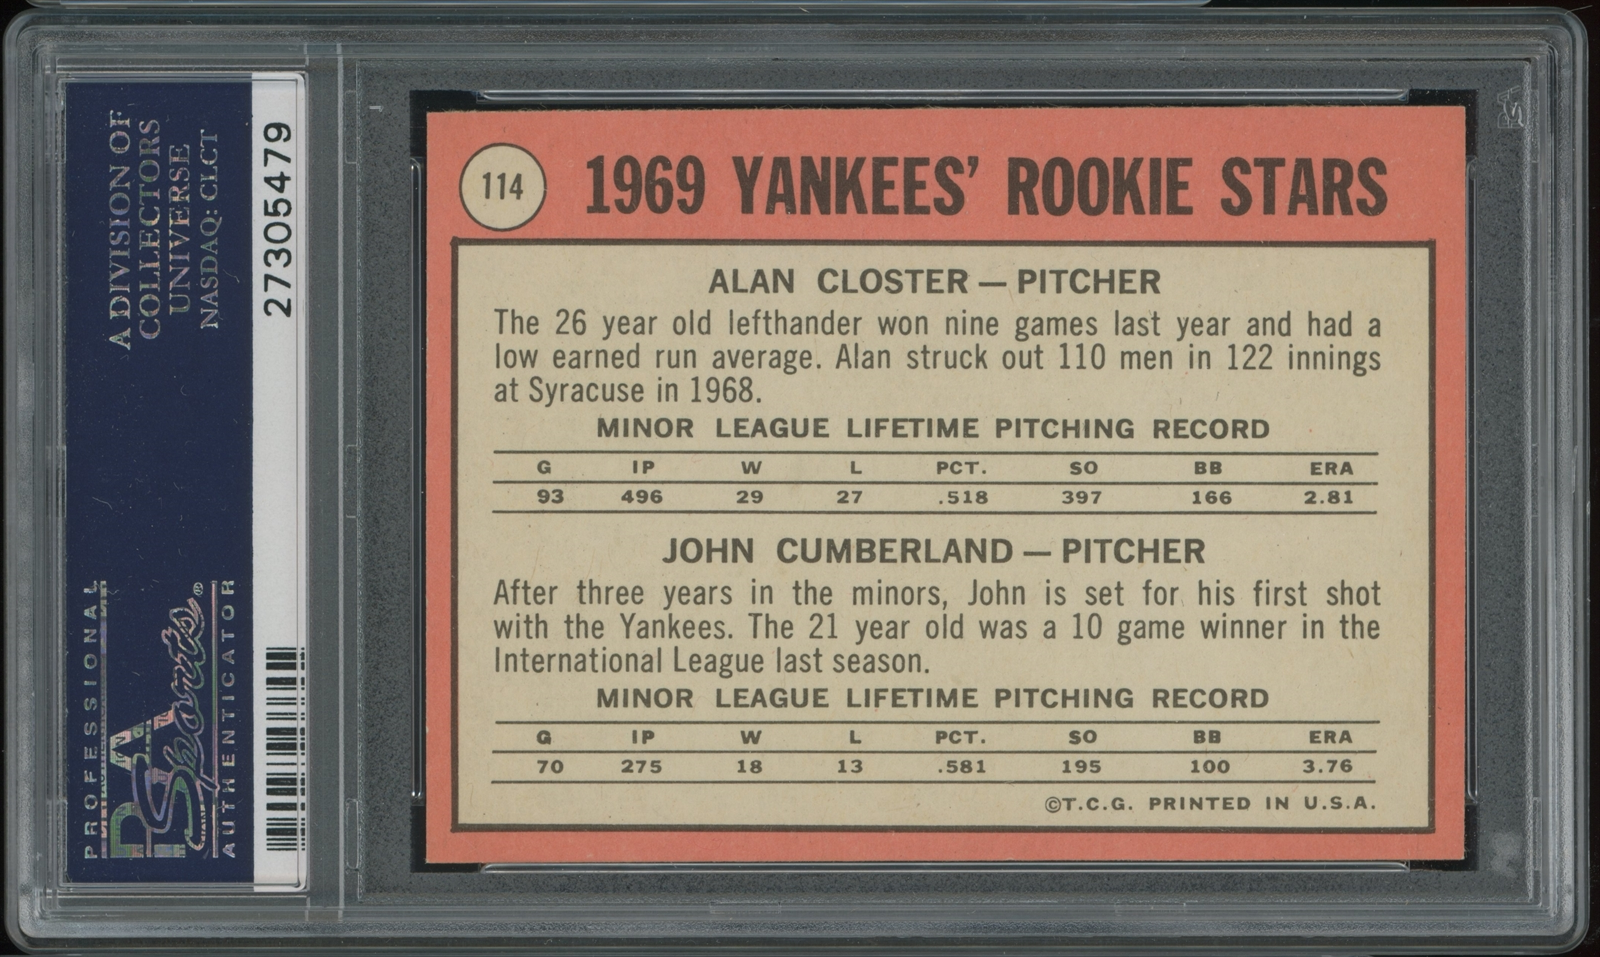 A DIVISION OF
COLLECTORS
UNIVERSE
NASDAQ: CLCT
27305479
PROFESSIONAL
PSA
Sports®
AUTHENTICATOR
PSA
114
1969 YANKEES' ROOKIE STARS
ALAN CLOSTER — PITCHER
The 26 year old lefthander won nine games last year and had a
low earned run average. Alan struck out 110 men in 122 innings
at Syracuse in 1968.
MINOR LEAGUE LIFETIME PITCHING RECORD
G IP W L PCT. SO BB ERA
93 496 29 27 .518 397 166 2.81
JOHN CUMBERLAND — PITCHER
After three years in the minors, John is set for his first shot
with the Yankees. The 21 year old was a 10 game winner in the
International League last season.
MINOR LEAGUE LIFETIME PITCHING RECORD
G IP W L PCT. SO BB ERA
70 275 18 13 .581 195 100 3.76
©T.C.G. PRINTED IN U.S.A.